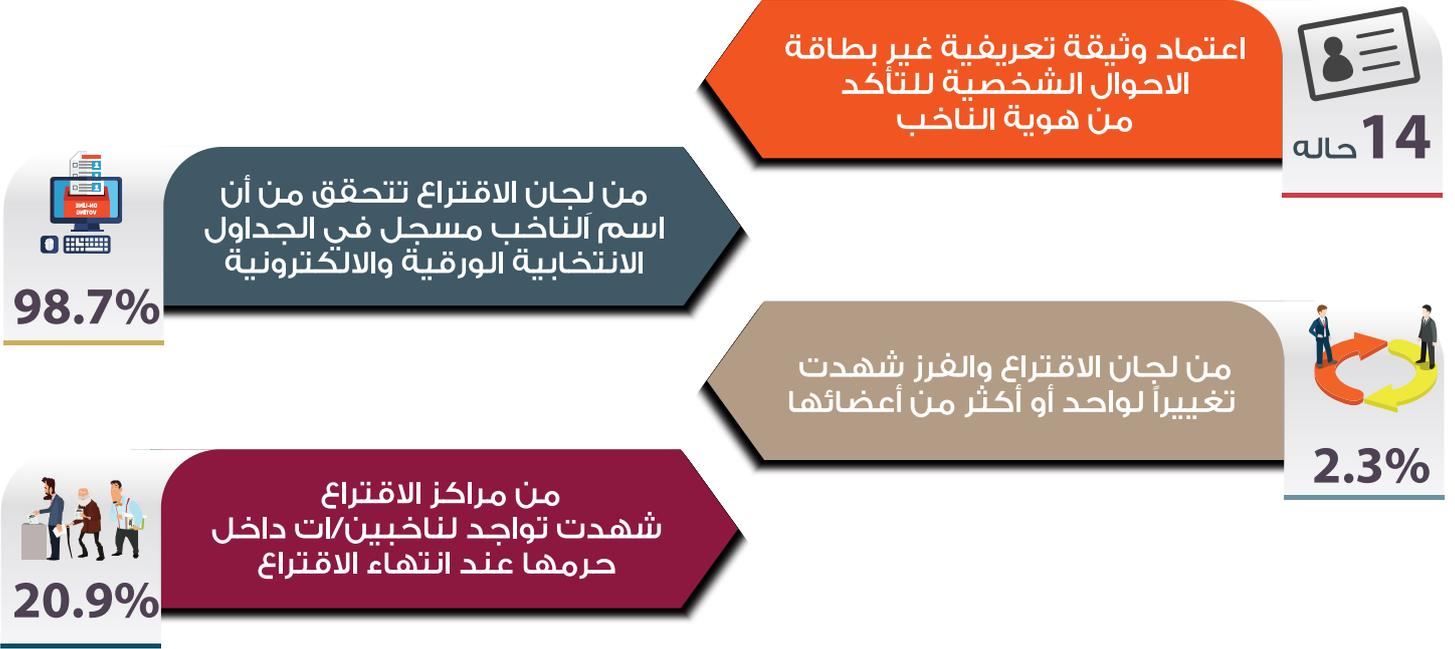 اعتماد وثيقة تعريفية غير بطاقة
الاحوال الشخصية للتأكد
من هوية الناخب
14 حاله
من لجان الاقتراع تتحقق من أن
اسم الناخب مسجل في الجداول
الانتخابية الورقية والالكترونية
98.7%
من لجان الاقتراع والفرز شهدت
تغييراً لواحد أو أكثر من أعضائها
2.3%
من مراكز الاقتراع
شهدت تواجد لناخبين/ات داخل
حرمها عند انتهاء الاقتراع
20.9%